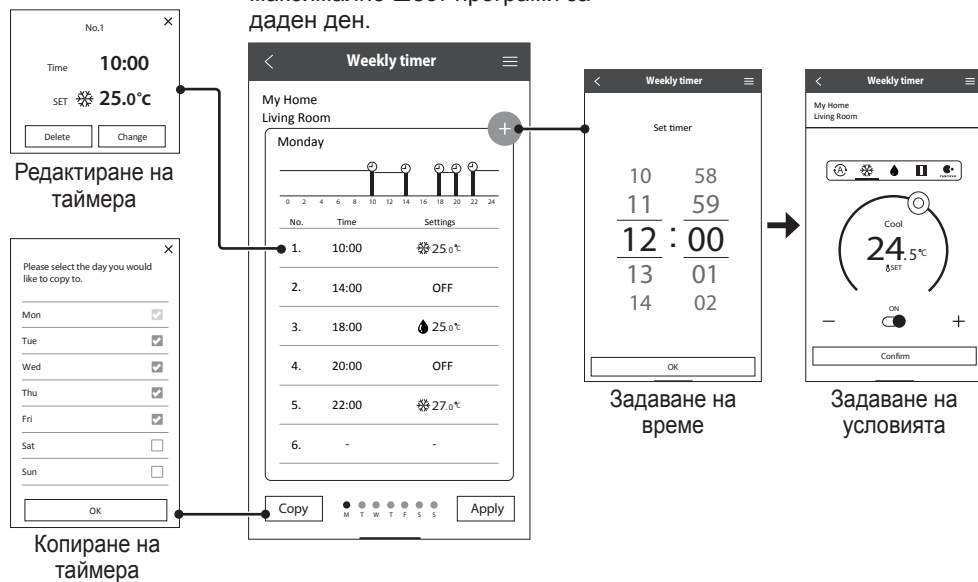 даден ден.
No.1 ×
Time 10:00
SET 25.0°C
Delete Change
Редактиране на
таймера
×
Please select the day you would
like to copy to.
Mon
Tue
Wed
Thu
Fri
Sat
Sun
OK
Копиране на
таймера
< Weekly timer
My Home
Living Room
+
Monday
0 2 4 6 8 10 12 14 16 18 20 22 24
No. Time Settings
1. 10:00 25.0℃
2. 14:00 OFF
3. 18:00 25.0℃
4. 20:00 OFF
5. 22:00 27.0℃
6. - -
Copy M T W T F S S Apply
< Weekly timer
Set timer
10 58
11 59
12 : 00
13 01
14 02
OK
Задаване на
време
< Weekly timer
My Home
Living Room
A
Cool
24.5℃
SET
ON
− +
Confirm
Задаване на
условията